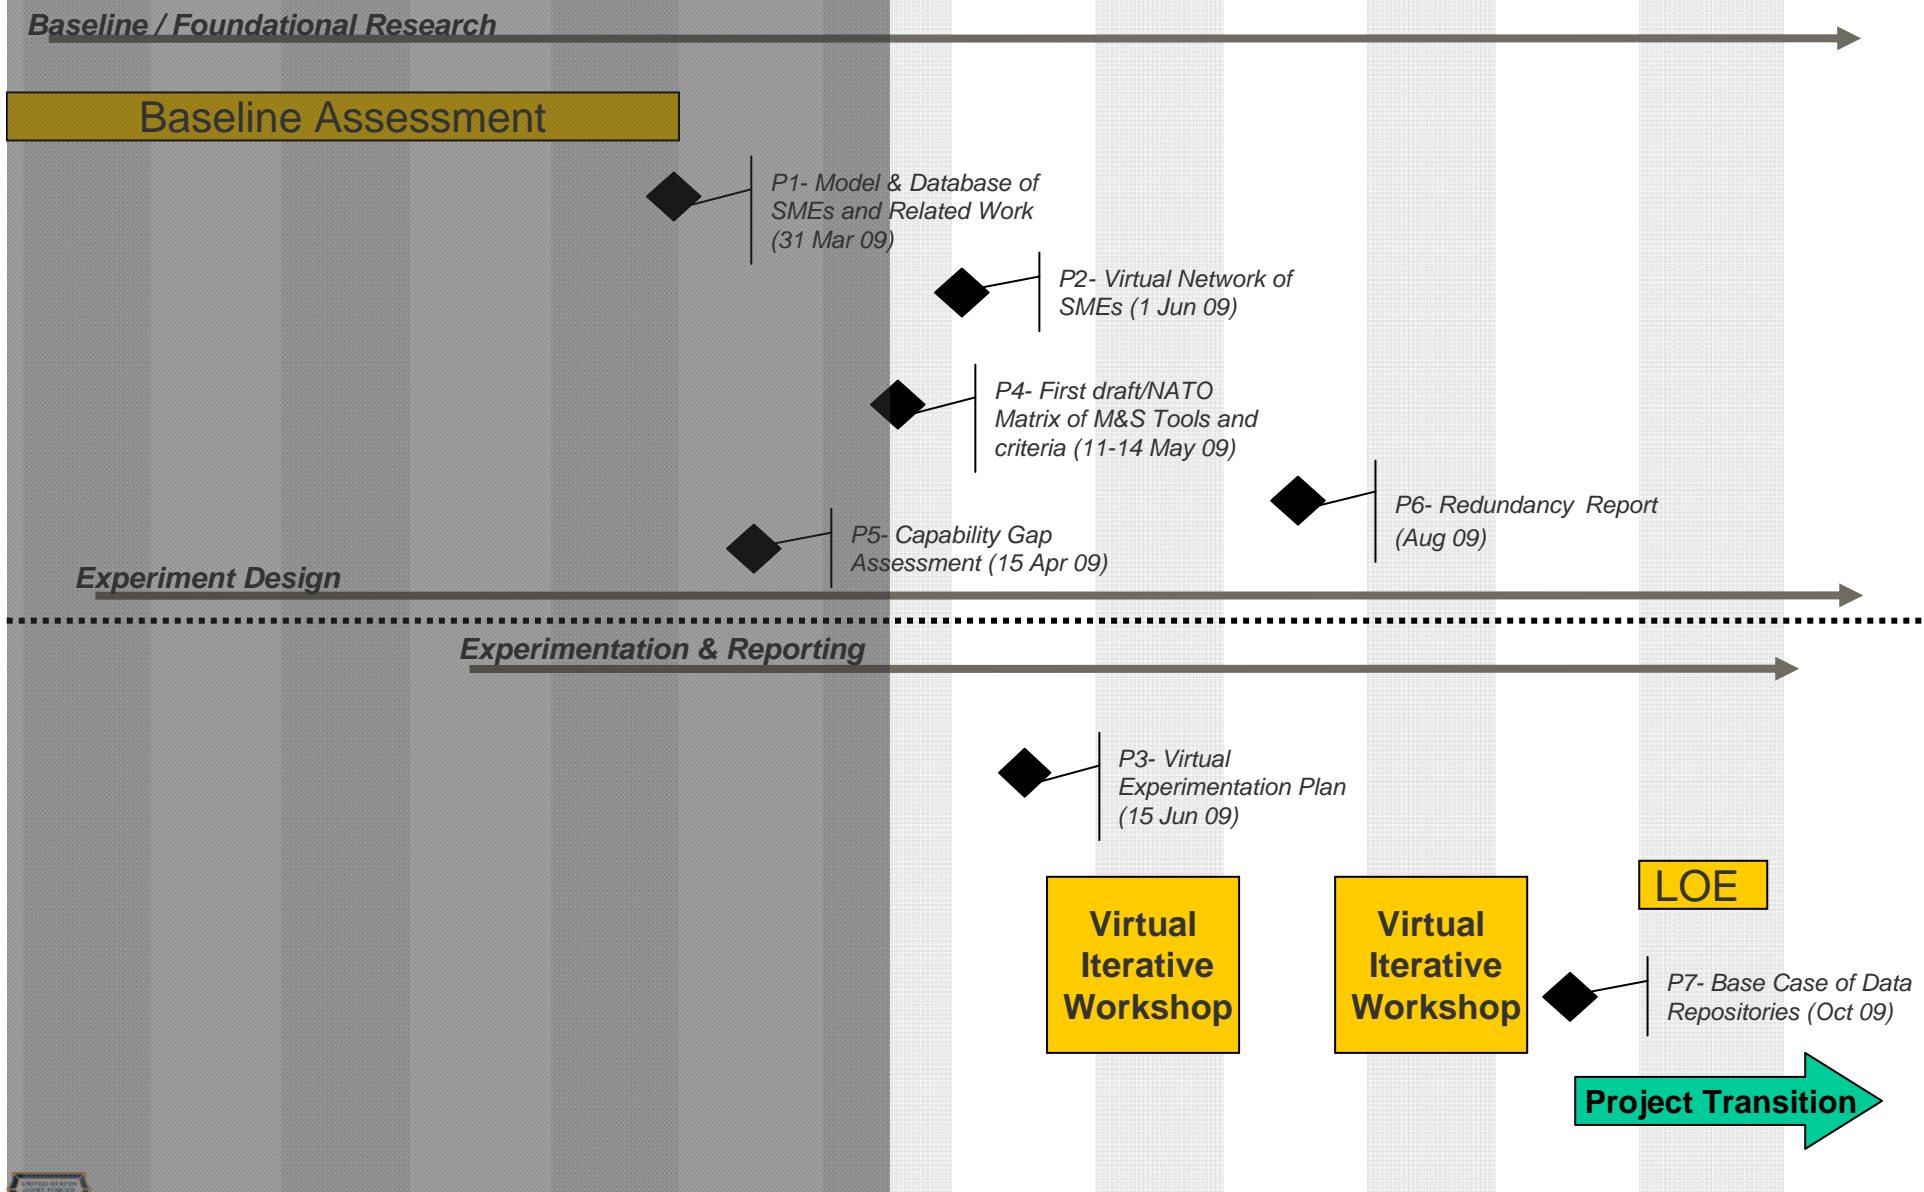 Baseline / Foundational Research
Baseline Assessment
P1- Model & Database of
SMEs and Related Work
(31 Mar 09)
P2- Virtual Network of
SMEs (1 Jun 09)
P4- First draft/NATO
Matrix of M&S Tools and
criteria (11-14 May 09)
P6- Redundancy Report
(Aug 09)
P5- Capability Gap
Assessment (15 Apr 09)
Experiment Design
Experimentation & Reporting
P3- Virtual
Experimentation Plan
(15 Jun 09)
LOE
Virtual
Iterative
Workshop
Virtual
Iterative
Workshop
P7- Base Case of Data
Repositories (Oct 09)
Project Transition
UNITED STATES
JOINT FORCES